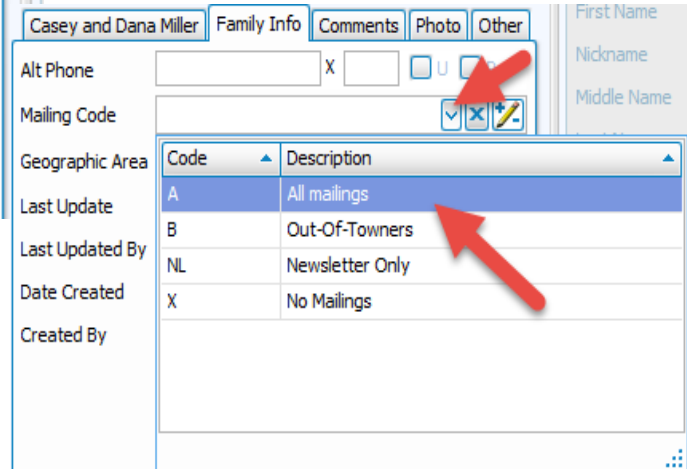 Casey and Dana Miller Family Info Comments Photo Other
First Name
Nickname
Middle Name
Alt Phone X U
Mailing Code
Geographic Area
Last Update
Last Updated By
Date Created
Created By
Code Description
A All mailings
B Out-Of-Towners
NL Newsletter Only
X No Mailings